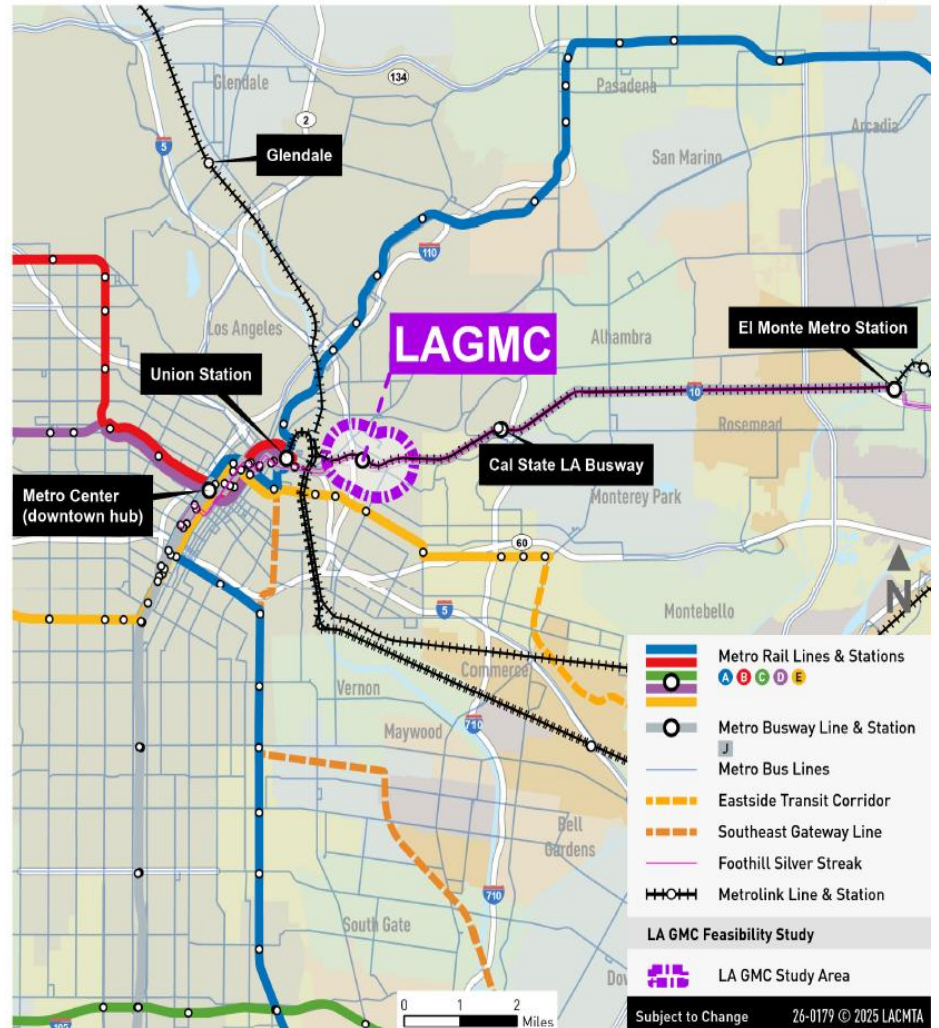 134
Glendale
Pasadena
2
Arcadia
5
Glendale
San Marino
110
Los Angeles
LAGMC
Alhambra
El Monte Metro Station
Union Station
10
Rosemead
Cal State LA Busway
Metro Center
(downtown hub)
Monterey Park
60
N
5
Montebello
Commerce
Vernon
Maywood
710
Bell
Gardens
710
South Gate
Dow
105
0 1 2
Miles
Metro Rail Lines & Stations
A B C D E
Metro Busway Line & Station
J
Metro Bus Lines
Eastside Transit Corridor
Southeast Gateway Line
Foothill Silver Streak
Metrolink Line & Station
LA GMC Feasibility Study
LA GMC Study Area
Subject to Change 26-0179 © 2025 LACMTA